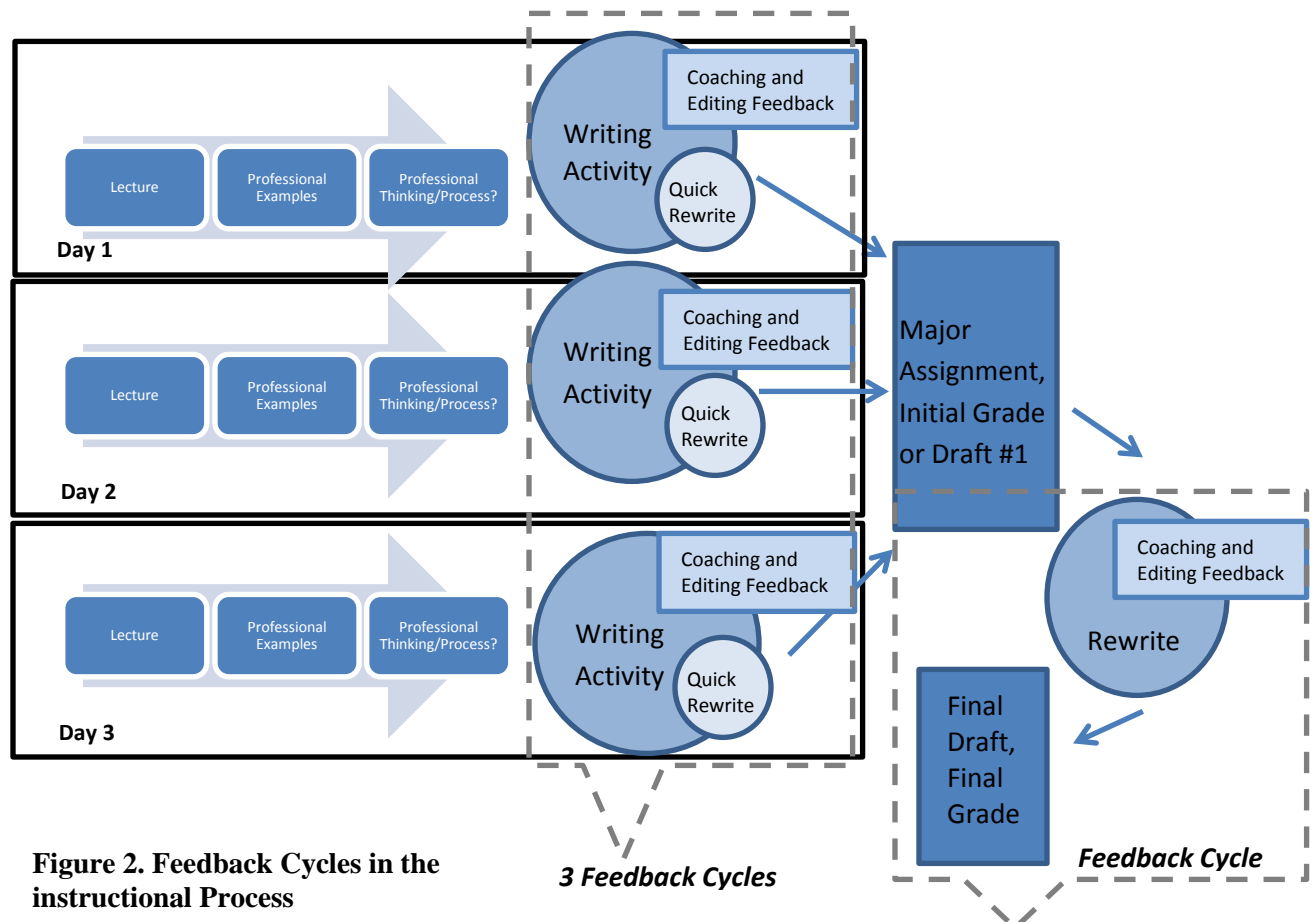 Coaching and
Editing Feedback
Writing
Activity
Quick
Rewrite
Lecture
Professional
Examples
Professional
Thinking/Process?
Day 1
Coaching and
Editing Feedback
Writing
Activity
Quick
Rewrite
Lecture
Professional
Examples
Professional
Thinking/Process?
Day 2
Coaching and
Editing Feedback
Writing
Activity
Quick
Rewrite
Lecture
Professional
Examples
Professional
Thinking/Process?
Day 3
Major
Assignment,
Initial Grade
or Draft #1
Coaching and
Editing Feedback
Rewrite
Final
Draft,
Final
Grade
Figure 2. Feedback Cycles in the
instructional Process
3 Feedback Cycles
Feedback Cycle